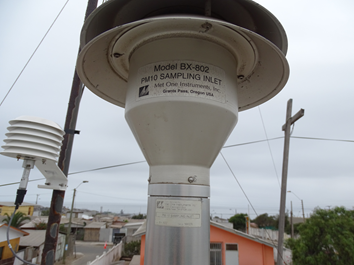 Model BX-802
PM10 SAMPLING INLET
Met One Instruments, Inc.
Grants Pass, Oregon USA